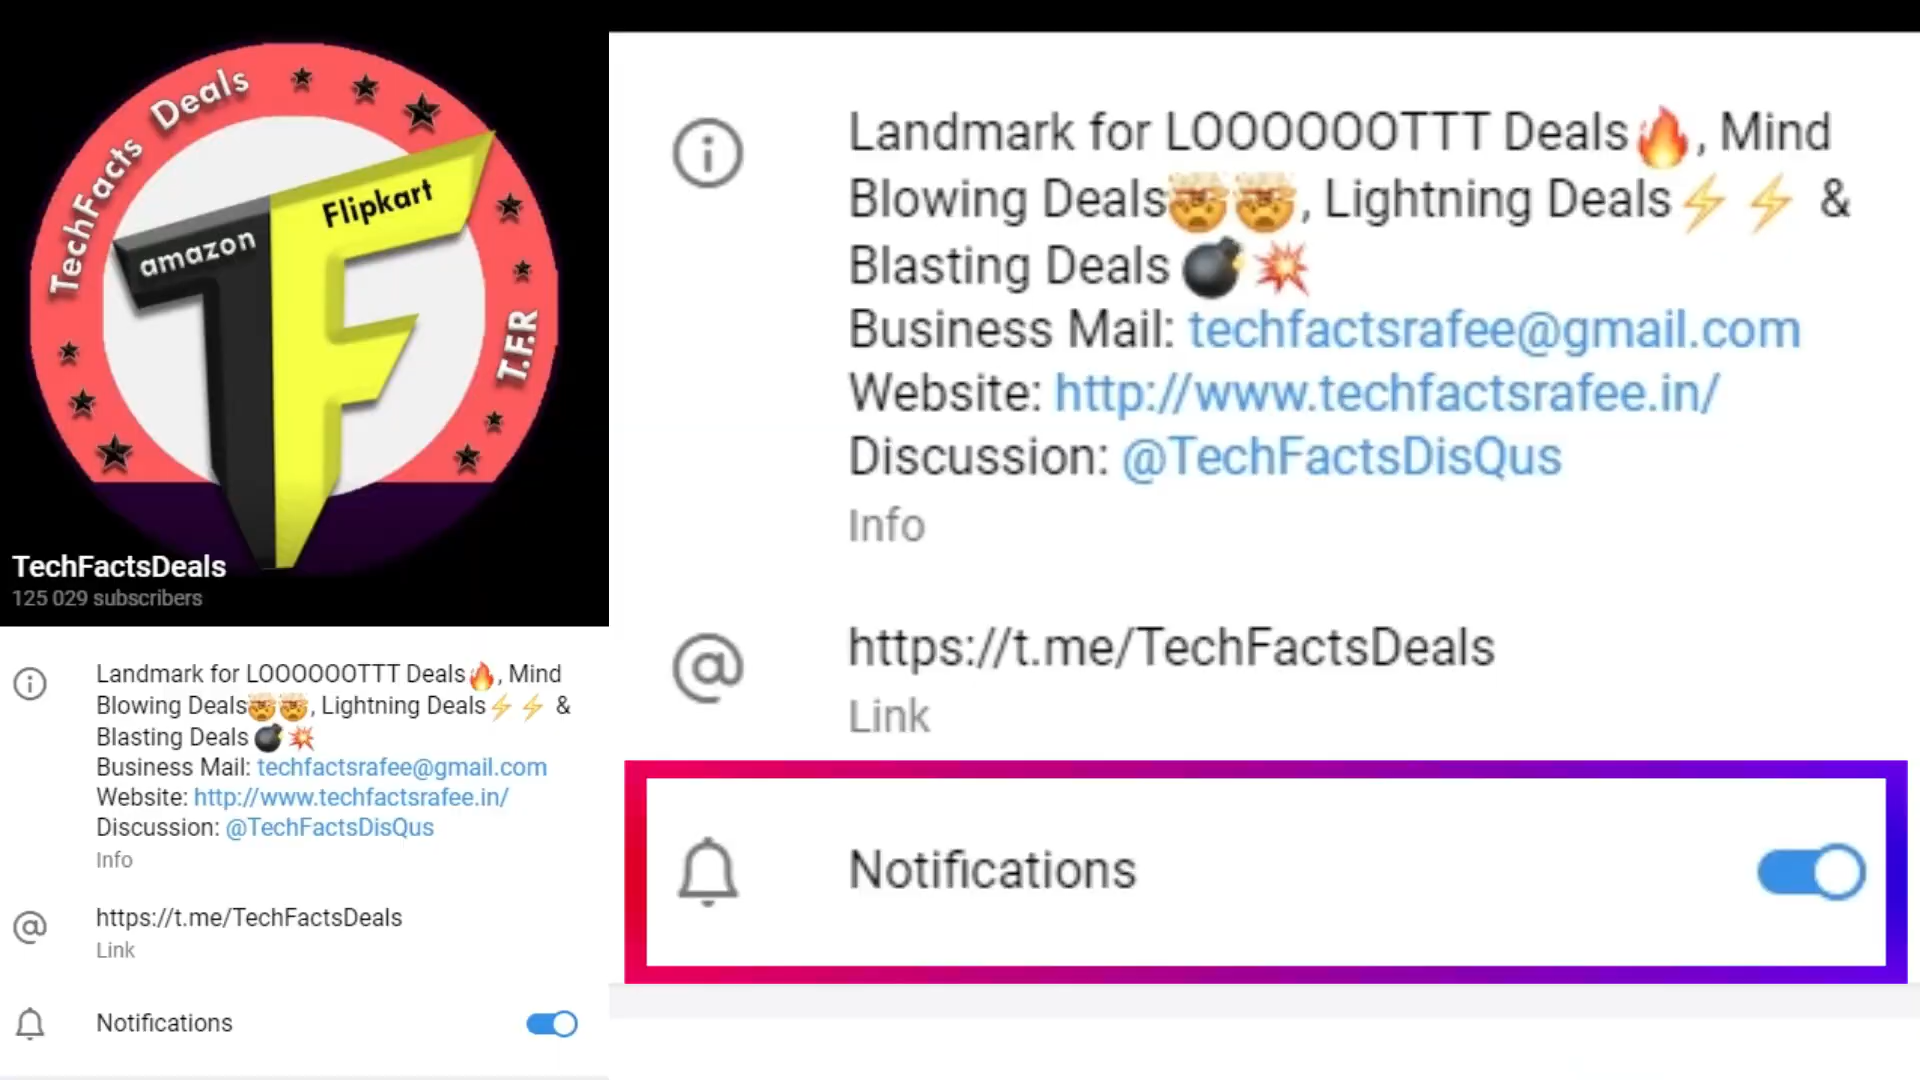 TechFacts Deals
T.F.R
amazon
Flipkart
TechFactsDeals
125 029 subscribers
Landmark for LOOOOOOTTT Deals🔥, Mind
Blowing Deals🤯🤯, Lightning Deals⚡⚡ &
Blasting Deals 💣💥
Business Mail: techfactsrafee@gmail.com
Website: http://www.techfactsrafee.in/
Discussion: @TechFactsDisQus
Info
https://t.me/TechFactsDeals
Link
Notifications
Landmark for LOOOOOOTTT Deals🔥, Mind
Blowing Deals🤯🤯, Lightning Deals⚡⚡ &
Blasting Deals 💣💥
Business Mail: techfactsrafee@gmail.com
Website: http://www.techfactsrafee.in/
Discussion: @TechFactsDisQus
Info
https://t.me/TechFactsDeals
Link
Notifications